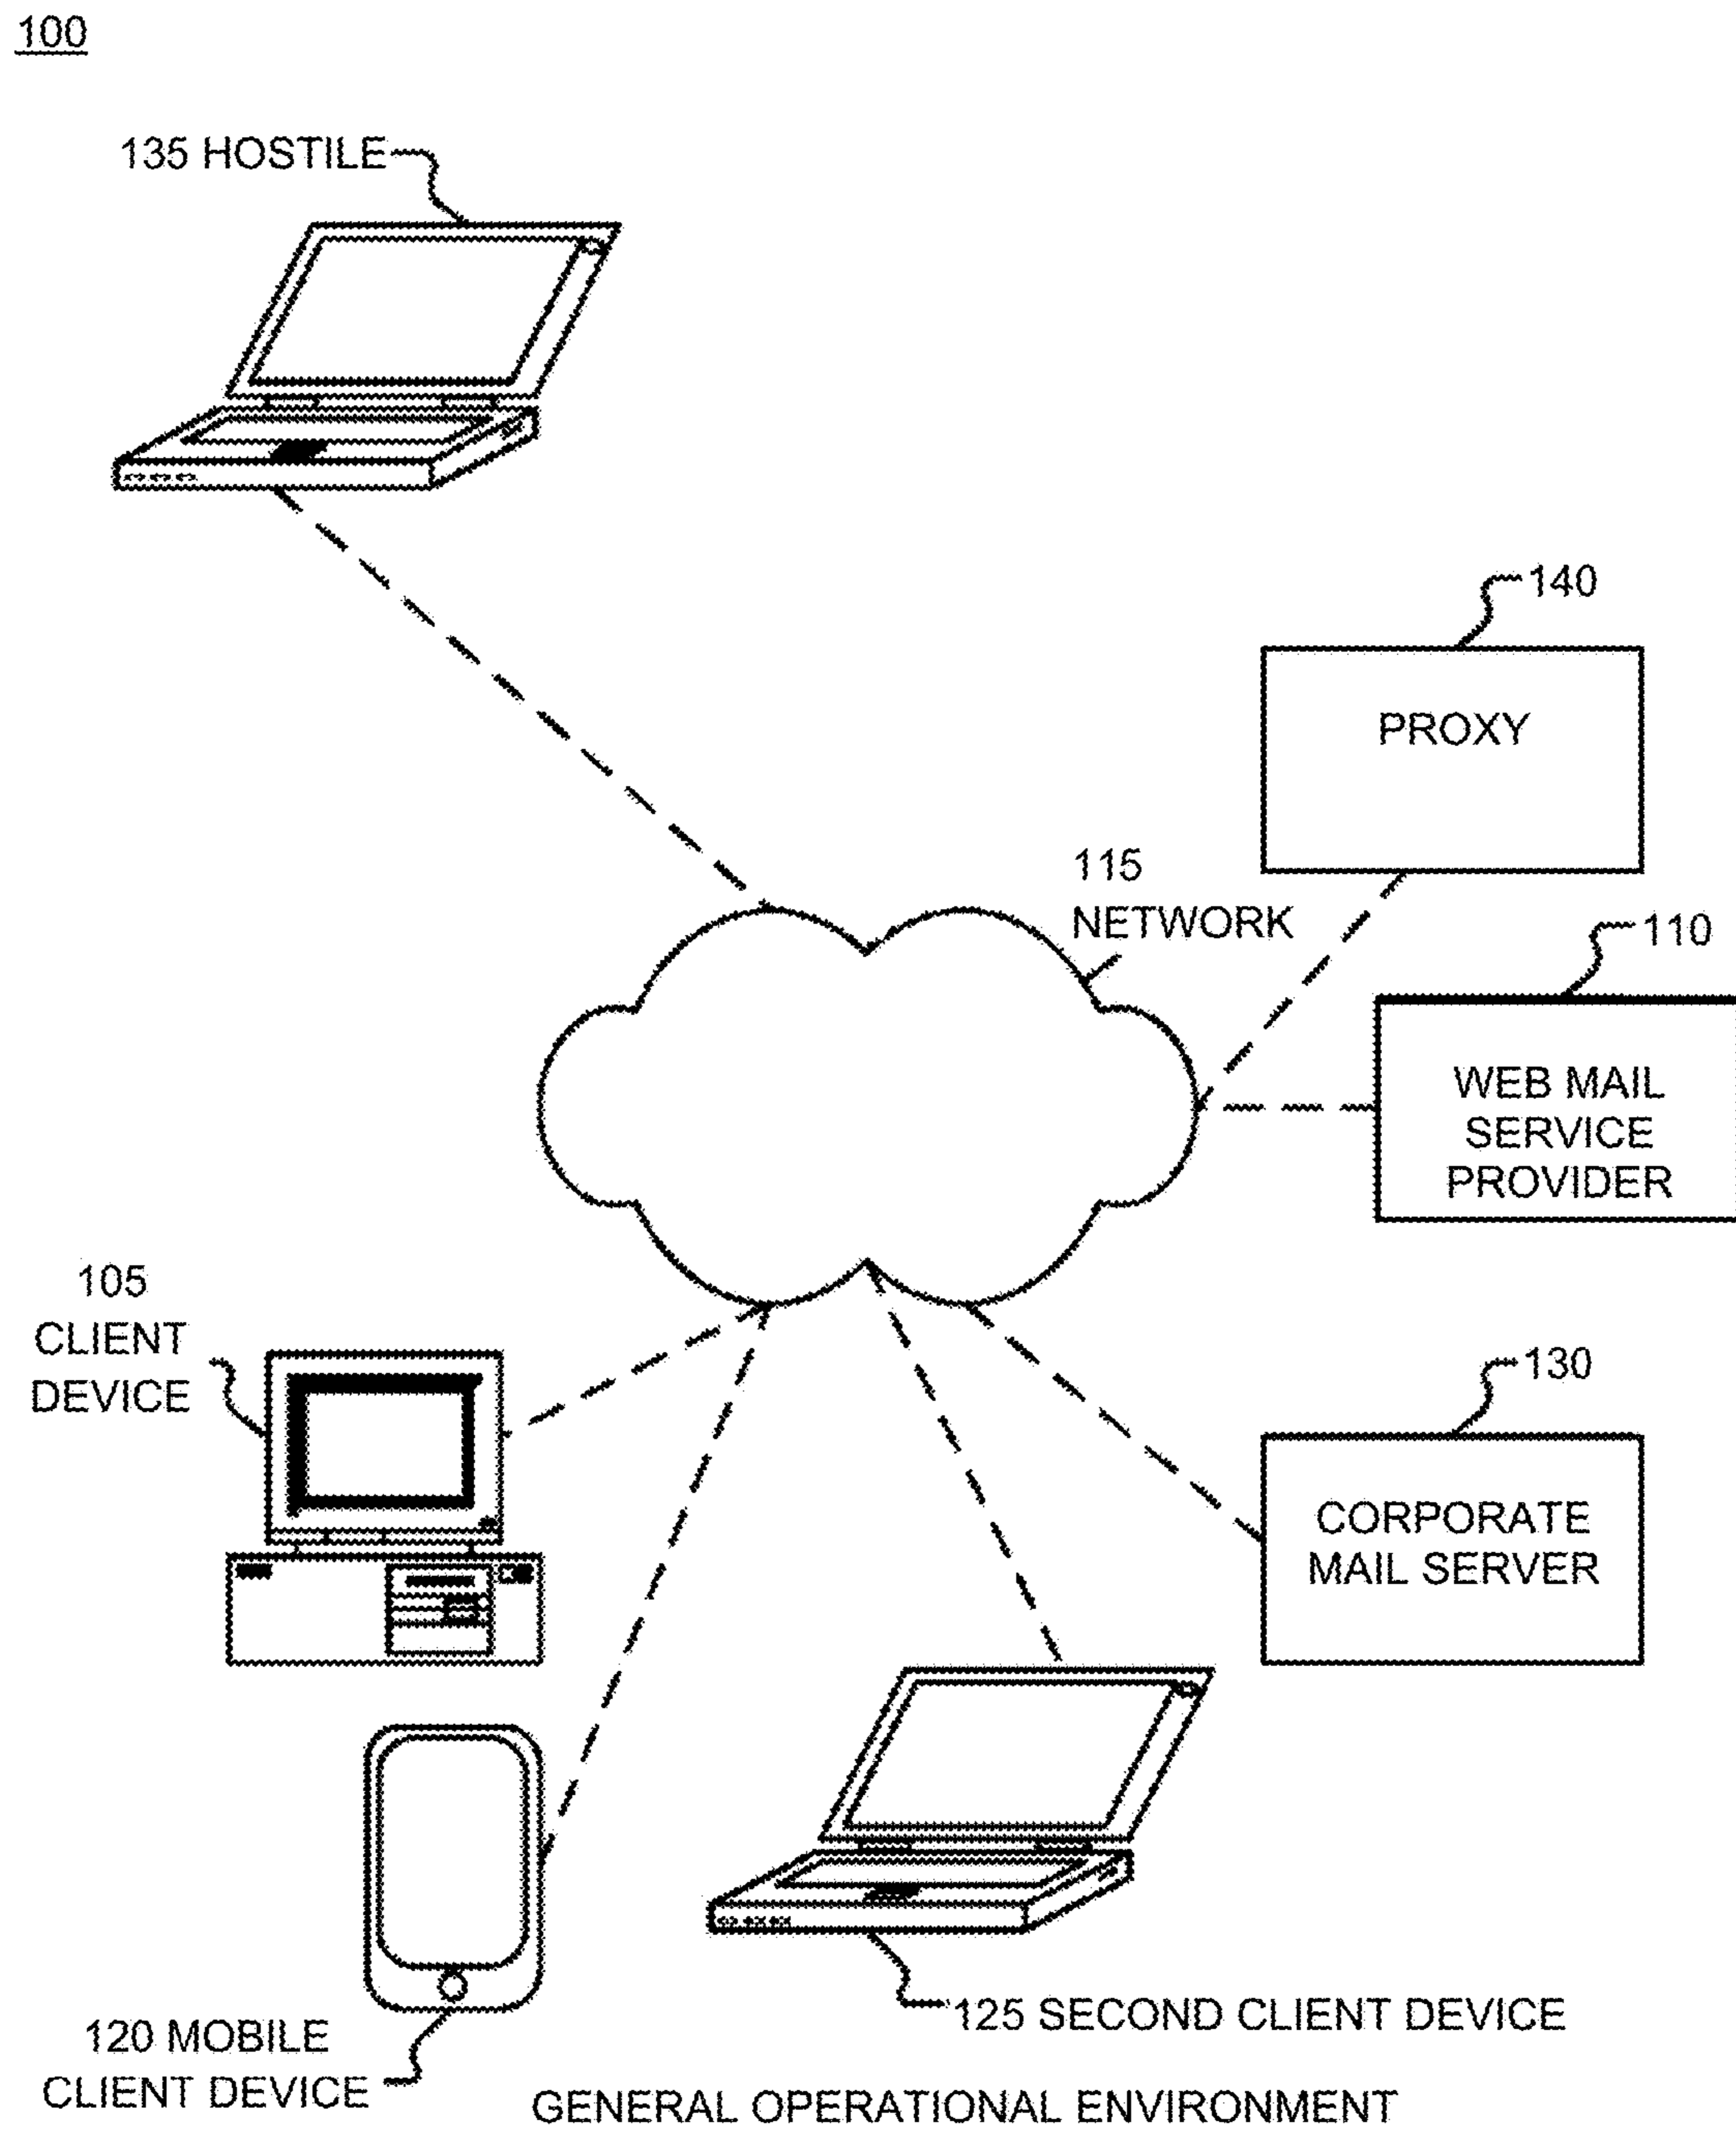 100
135 HOSTILE
140
PROXY
115
NETWORK
110
WEB MAIL
SERVICE
PROVIDER
105
CLIENT
DEVICE
130
CORPORATE
MAIL SERVER
125 SECOND CLIENT DEVICE
120 MOBILE
CLIENT DEVICE
GENERAL OPERATIONAL ENVIRONMENT